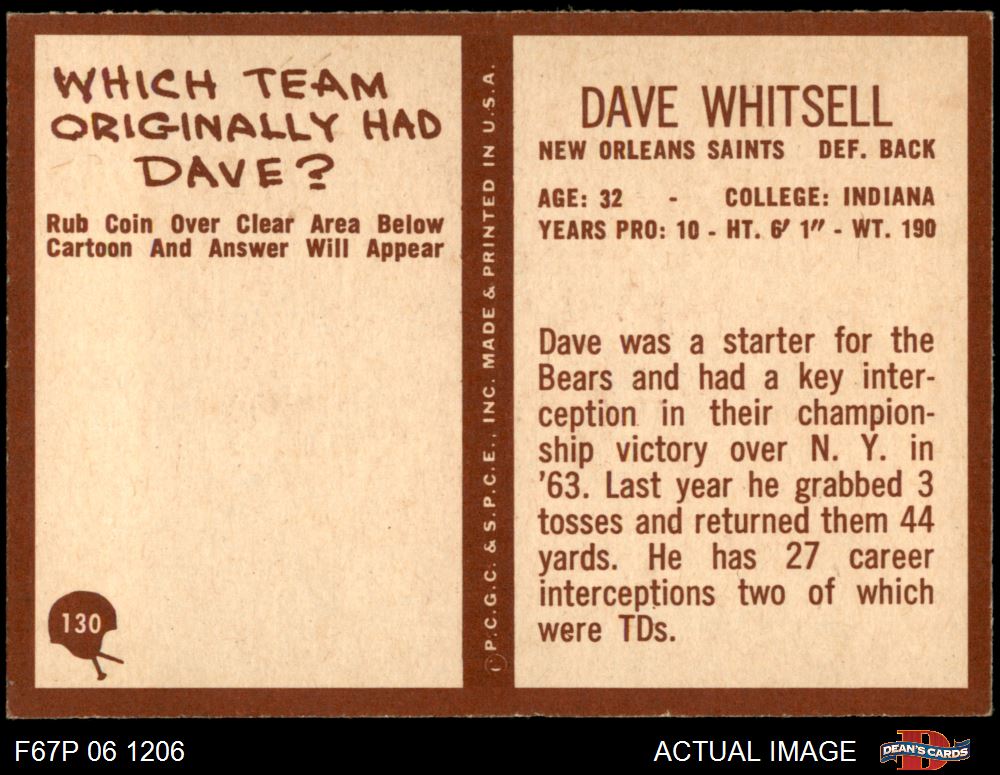 WHICH TEAM
ORIGINALLY HAD
DAVE?
Rub Coin Over Clear Area Below
Cartoon And Answer Will Appear
130
©P.C.G.C. & S.P.C.E., INC. MADE & PRINTED IN U.S.A.
DAVE WHITSELL
NEW ORLEANS SAINTS DEF. BACK
AGE: 32 - COLLEGE: INDIANA
YEARS PRO: 10 - HT. 6' 1" - WT. 190
Dave was a starter for the
Bears and had a key inter-
ception in their champion-
ship victory over N. Y. in
'63. Last year he grabbed 3
tosses and returned them 44
yards. He has 27 career
interceptions two of which
were TDs.
F67P 06 1206
ACTUAL IMAGE
D
DEAN'S CARDS